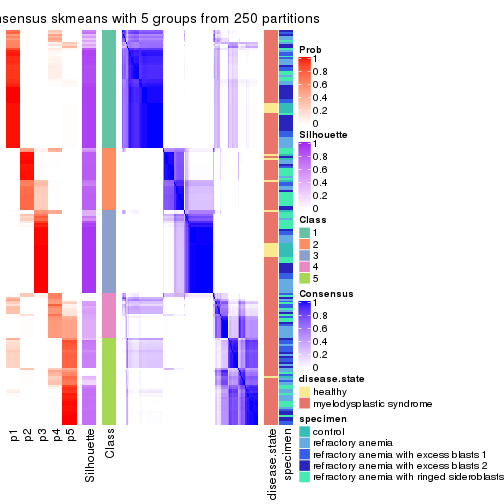 nsensus skmeans with 5 groups from 250 partitions
Prob
1
0.8
0.6
0.4
0.2
0
Silhouette
1
0.8
0.6
0.4
0.2
0
Class
1
2
3
4
5
Consensus
1
0.8
0.6
0.4
0.2
0
disease.state
healthy
myelodysplastic syndrome
specimen
control
refractory anemia
refractory anemia with excess blasts 1
refractory anemia with excess blasts 2
refractory anemia with ringed sideroblasts
p1
p2
p3
p4
p5
Silhouette
Class
disease.state
specimen